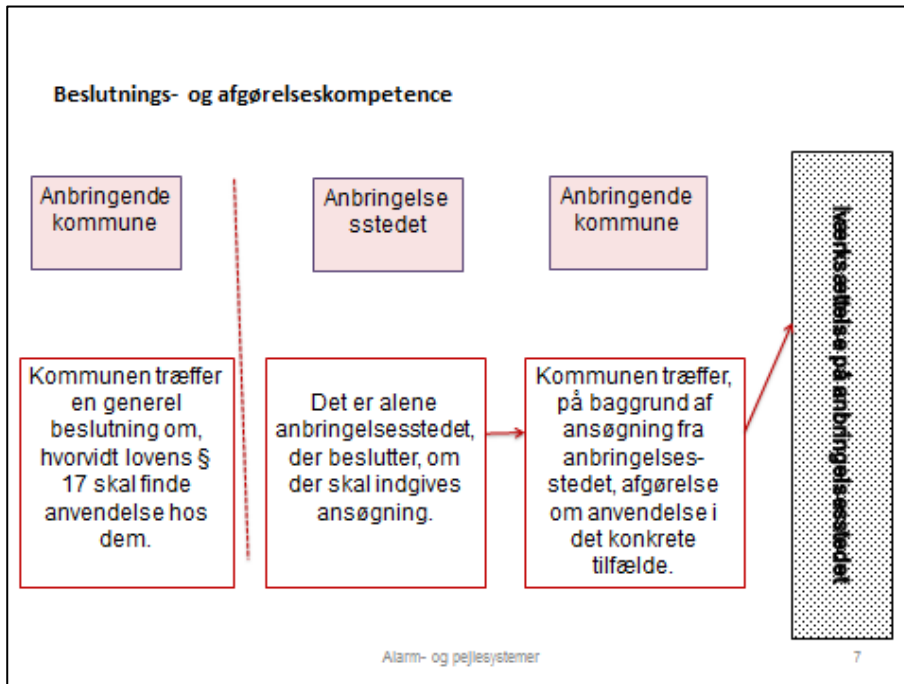 Beslutnings- og afgørelseskompetence
Anbringende
kommune
Anbringelse
sstedet
Anbringende
kommune
Kommunen træffer
en generel
beslutning om,
hvorvidt lovens §
17 skal finde
anvendelse hos
dem.
Det er alene
anbringelsesstedet,
der beslutter, om
der skal indgives
ansøgning.
Kommunen træffer,
på baggrund af
ansøgning fra
anbringelses-
stedet, afgørelse
om anvendelse i
det konkrete
tilfælde.
Iværksættelse på anbringelsesstedet
Alarm- og pejlesystemer
7